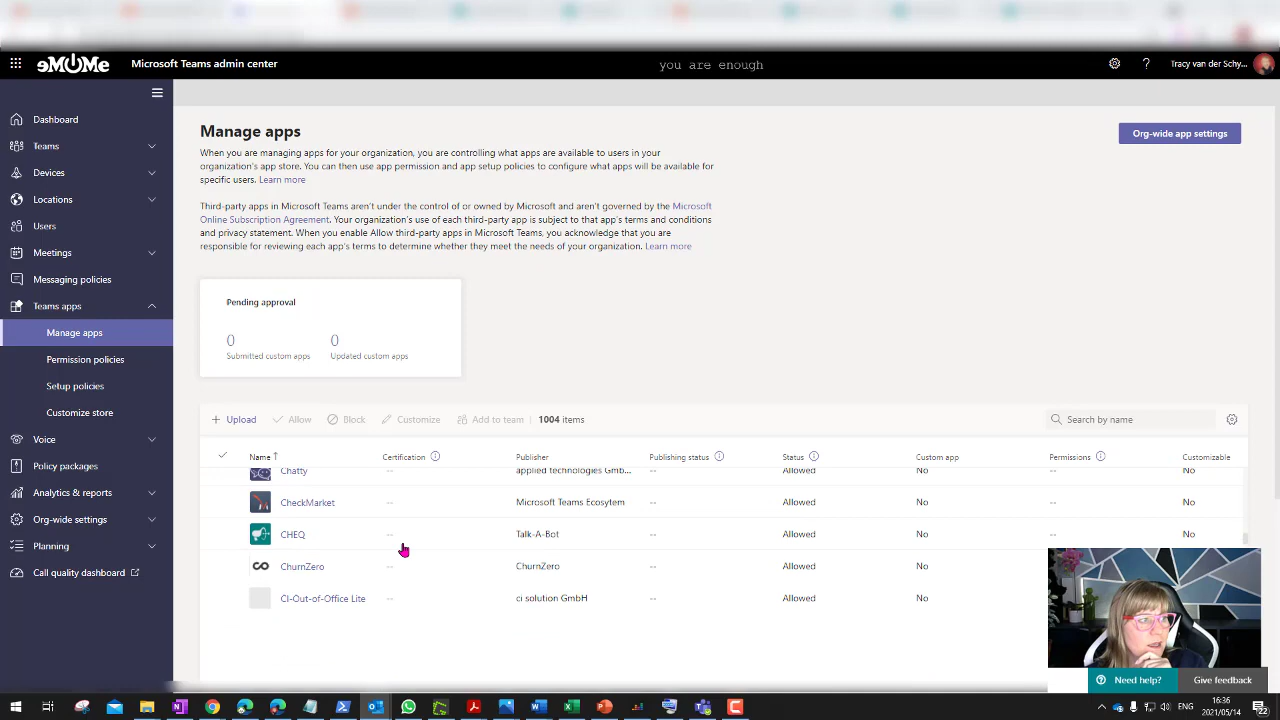 eMOMe Microsoft Teams admin center you are enough ? Tracy van der Schy...
Dashboard
Teams
Devices
Locations
Users
Meetings
Messaging policies
Teams apps
Manage apps
Permission policies
Setup policies
Customize store
Voice
Policy packages
Analytics & reports
Org-wide settings
Planning
Call quality dashboard
Manage apps
Org-wide app settings
When you are managing apps for your organization, you are controlling what apps are available to users in your
organization's app store. You can then use app permission and app setup policies to configure what apps will be available for
specific users. Learn more
Third-party apps in Microsoft Teams aren't under the control of or owned by Microsoft and aren't governed by the Microsoft
Online Subscription Agreement. Your organization's use of each third-party app is subject to that app's terms and conditions
and privacy statement. When you enable Allow third-party apps in Microsoft Teams, you acknowledge that you are
responsible for reviewing each app's terms to determine whether they meet the needs of your organization. Learn more
Pending approval
0 0
Submitted custom apps Updated custom apps
+ Upload Allow Block Customize Add to team 1004 items Search by name
Name ↑ Certification Publisher Publishing status Status Custom app Permissions Customizable
Chatty -- applied technologies Gmb... -- Allowed No -- No
CheckMarket -- Microsoft Teams Ecosytem -- Allowed No -- No
CHEQ -- Talk-A-Bot -- Allowed No -- No
ChurnZero -- ChurnZero -- Allowed No
CI-Out-of-Office Lite -- ci solution GmbH -- Allowed No
? Need help? Give feedback
ENG 16:36
2021/05/14 22